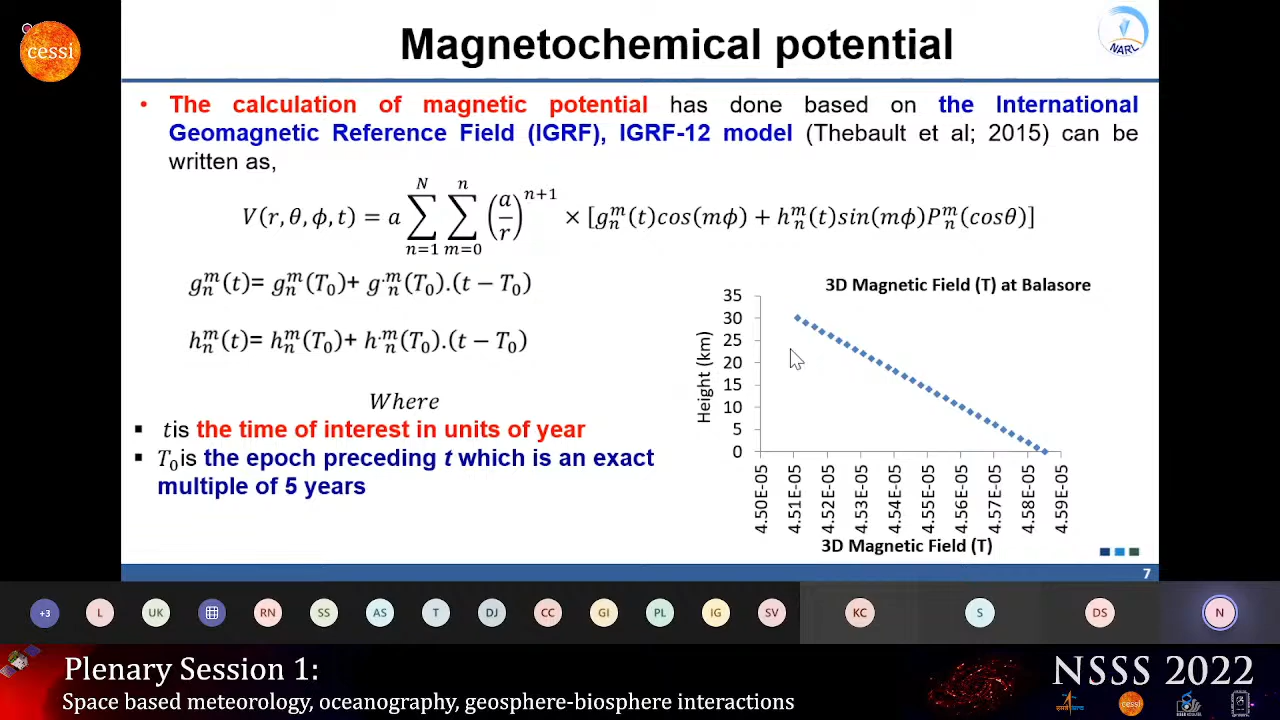 cessi
Magnetochemical potential
NARL
• The calculation of magnetic potential has done based on the International
Geomagnetic Reference Field (IGRF), IGRF-12 model (Thebault et al; 2015) can be
written as,
V(r, θ, ϕ, t) = a ∑_{n=1}^{N} ∑_{m=0}^{n} (a/r)^{n+1} × [g_n^m(t)cos(mϕ) + h_n^m(t)sin(mϕ)P_n^m(cosθ)]
g_n^m(t)= g_n^m(T_0)+ g·_n^m(T_0).(t − T_0)
h_n^m(t)= h_n^m(T_0)+ h·_n^m(T_0).(t − T_0)
Where
▪ t is the time of interest in units of year
▪ T_0 is the epoch preceding t which is an exact
multiple of 5 years
3D Magnetic Field (T) at Balasore
Height (km)
35
30
25
20
15
10
5
0
4.50E-05
4.51E-05
4.52E-05
4.53E-05
4.54E-05
4.55E-05
4.56E-05
4.57E-05
4.58E-05
4.59E-05
3D Magnetic Field (T)
7
+3 L UK RN SS AS T DJ CC GI PL IG SV KC S DS N
Plenary Session 1:
Space based meteorology, oceanography, geosphere-biosphere interactions
NSSS 2022
cessi